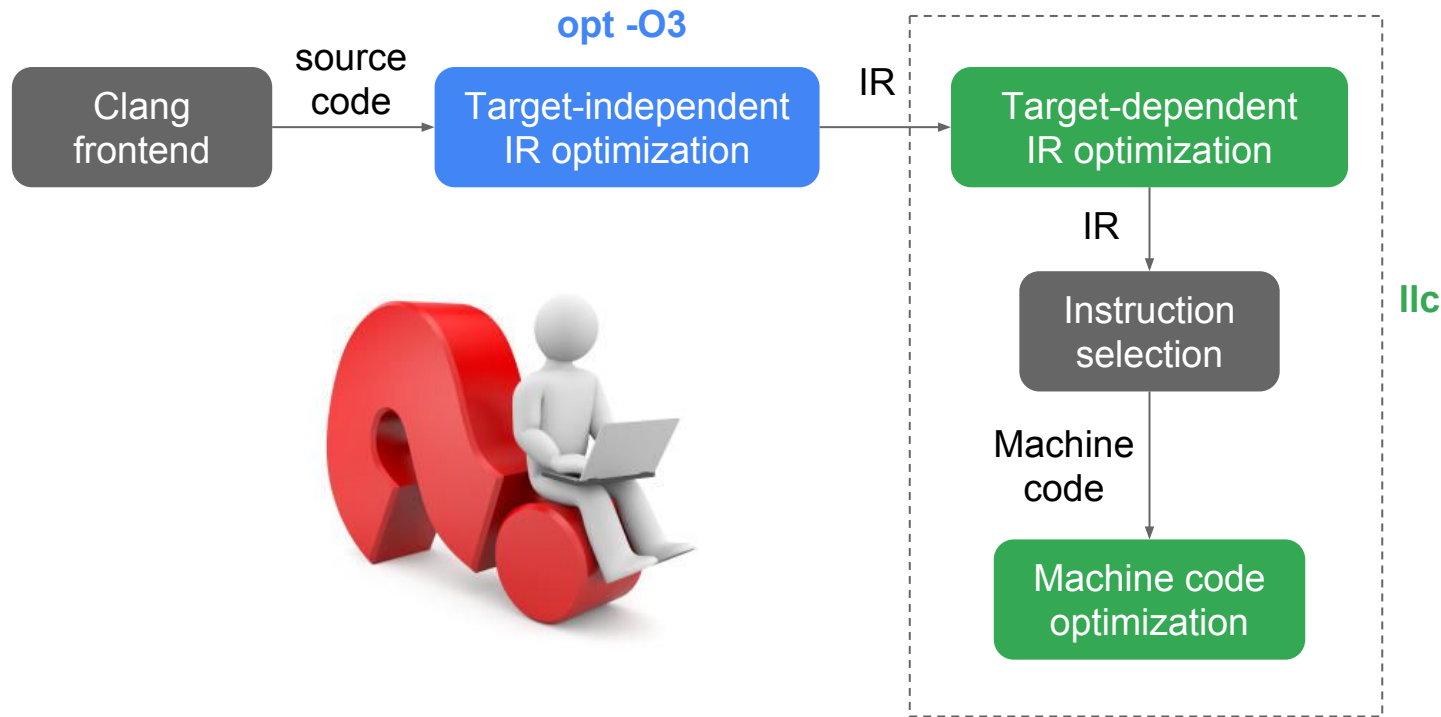 opt -O3
Clang
frontend
source
code
Target-independent
IR optimization
IR
Target-dependent
IR optimization
IR
Instruction
selection
llc
Machine
code
Machine code
optimization